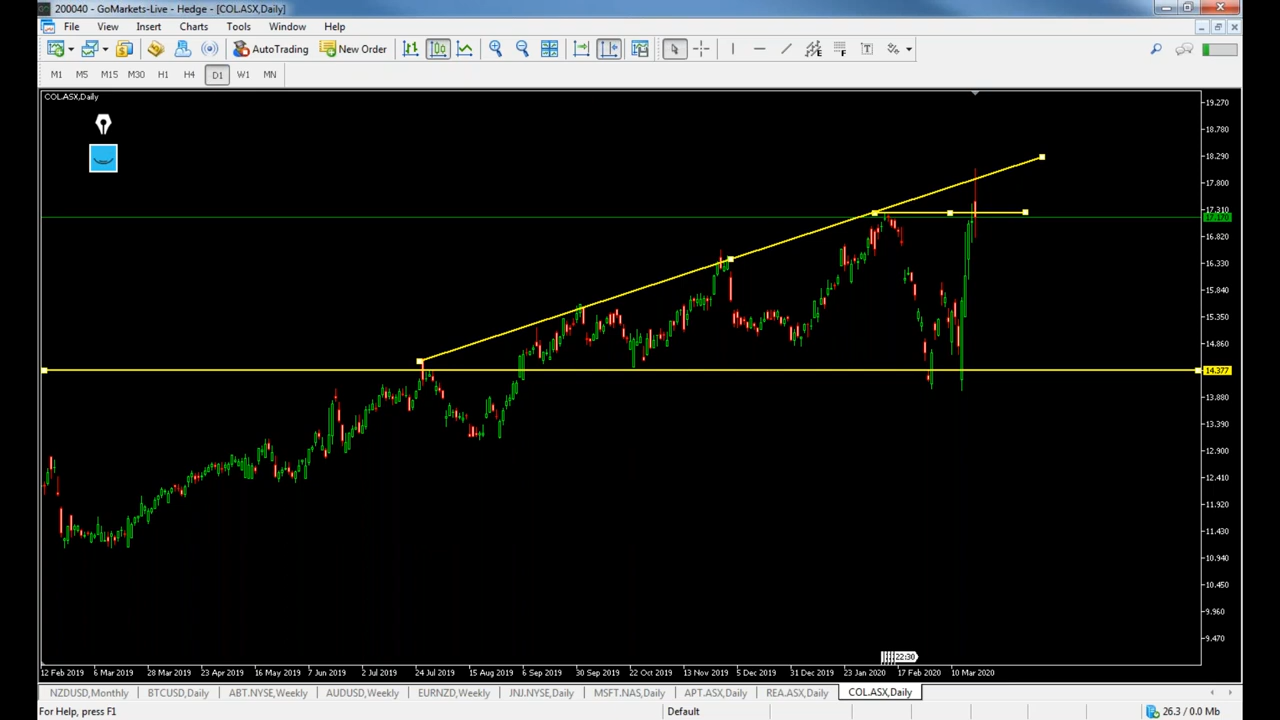 200040 - GoMarkets-Live - Hedge - [COL.ASX,Daily]
File View Insert Charts Tools Window Help
AutoTrading New Order
M1 M5 M15 M30 H1 H4 D1 W1 MN
COL.ASX,Daily
19.270
18.780
18.290
17.800
17.310
17.170
16.820
16.330
15.840
15.350
14.860
14.377
13.880
13.390
12.900
12.410
11.920
11.430
10.940
10.450
9.960
9.470
22:30
12 Feb 2019 6 Mar 2019 28 Mar 2019 23 Apr 2019 16 May 2019 7 Jun 2019 2 Jul 2019 24 Jul 2019 15 Aug 2019 6 Sep 2019 30 Sep 2019 22 Oct 2019 13 Nov 2019 5 Dec 2019 31 Dec 2019 23 Jan 2020 17 Feb 2020 10 Mar 2020
NZDUSD,Monthly BTCUSD,Daily ABT.NYSE,Weekly AUDUSD,Weekly EURNZD,Weekly JNJ.NYSE,Daily MSFT.NAS,Daily APT.ASX,Daily REA.ASX,Daily COL.ASX,Daily
For Help, press F1 Default 26.3 / 0.0 Mb